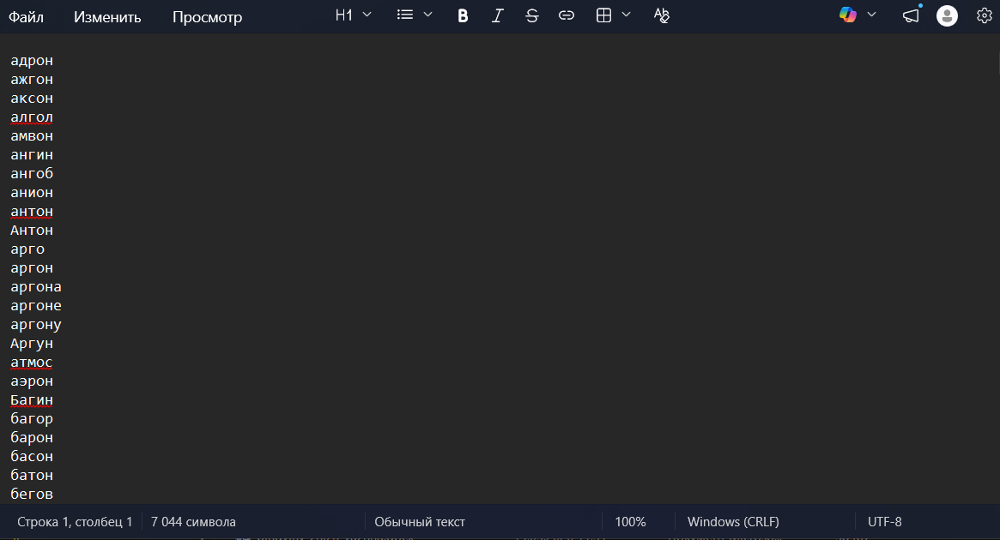 Файл Изменить Просмотр H1 B I S
адрон
ажгон
аксон
алгол
амвон
ангин
ангоб
анион
антон
Антон
арго
аргон
аргона
аргоне
аргону
Аргун
атмос
аэрон
Багин
багор
барон
басон
батон
бегов
Строка 1, столбец 1 7 044 символа Обычный текст 100% Windows (CRLF) UTF-8